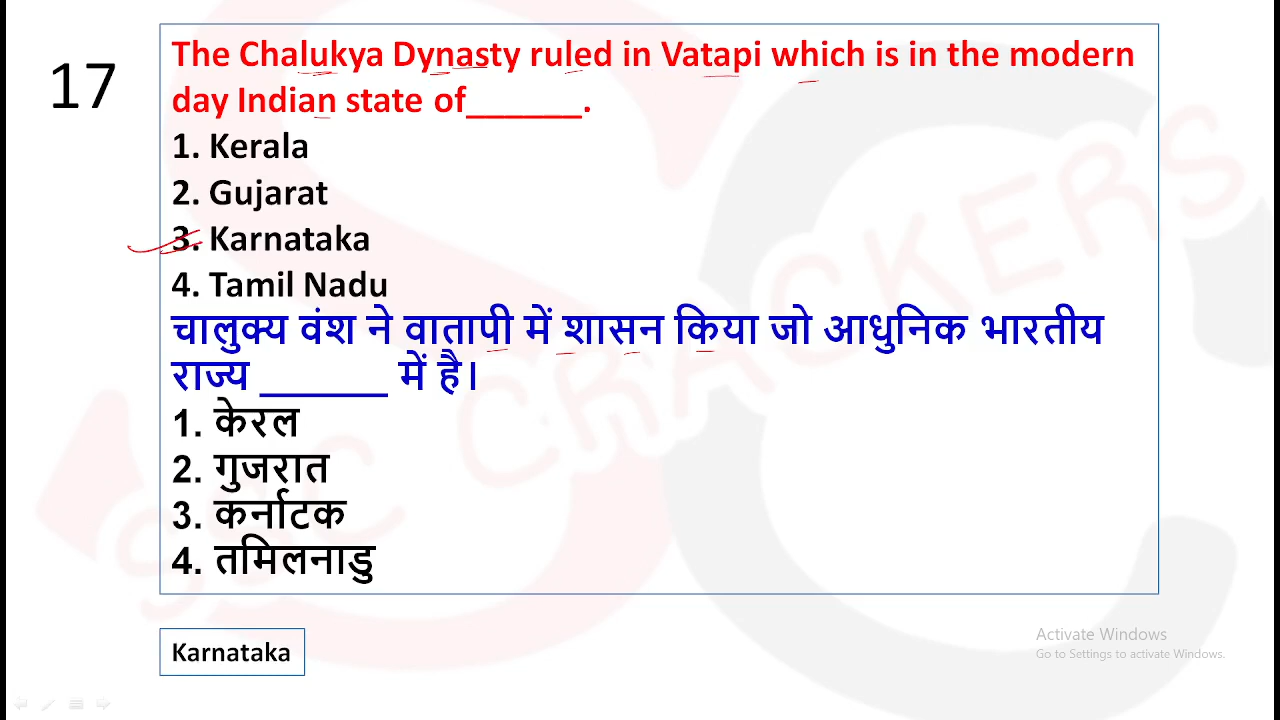 17
The Chalukya Dynasty ruled in Vatapi which is in the modern
day Indian state of______.
1. Kerala
2. Gujarat
3. Karnataka
4. Tamil Nadu
चालुक्य वंश ने वातापी में शासन किया जो आधुनिक भारतीय
राज्य ______ में है।
1. केरल
2. गुजरात
3. कर्नाटक
4. तमिलनाडु
Karnataka
SSC CRACKERS
Activate Windows
Go to Settings to activate Windows.